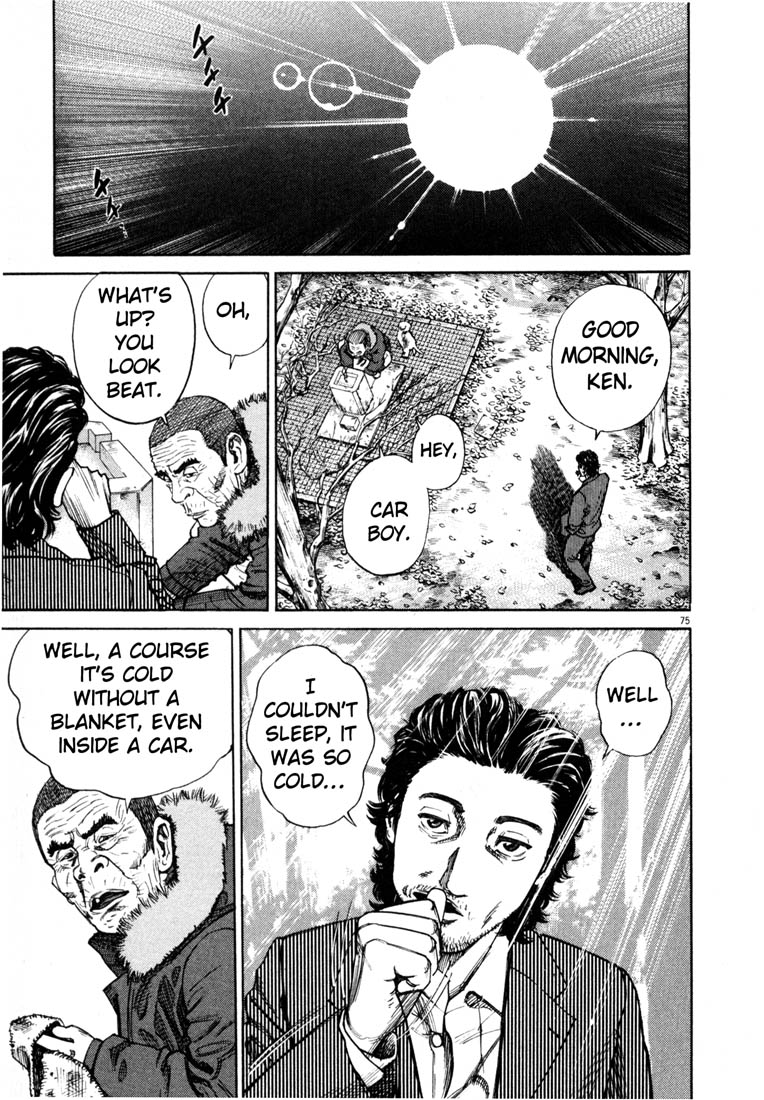 GOOD
MORNING,
KEN.
HEY,
CAR
BOY.
OH,
WHAT'S
UP?
YOU
LOOK
BEAT.
75
WELL
...
I
COULDN'T
SLEEP, IT
WAS SO
COLD...
WELL, A COURSE
IT'S COLD
WITHOUT A
BLANKET, EVEN
INSIDE A CAR.